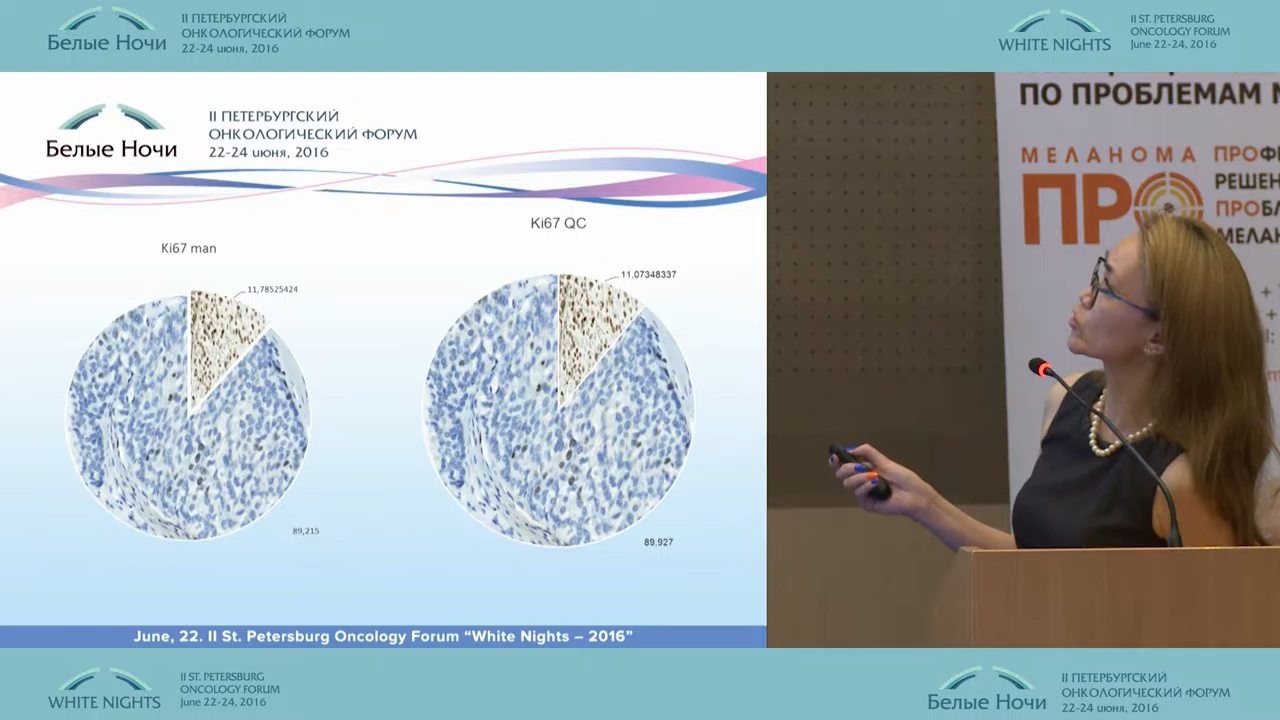 Белые Ночи
II ПЕТЕРБУРГСКИЙ
ОНКОЛОГИЧЕСКИЙ ФОРУМ
22-24 июня, 2016
WHITE NIGHTS
II ST. PETERSBURG
ONCOLOGY FORUM
June 22-24, 2016
Белые Ночи
II ПЕТЕРБУРГСКИЙ
ОНКОЛОГИЧЕСКИЙ ФОРУМ
22-24 июня, 2016
Ki67 man
11,78525424
89,215
Ki67 QC
11,07348337
89,927
June, 22. II St. Petersburg Oncology Forum “White Nights – 2016”
ПО ПРОБЛЕМАМ
МЕЛАНОМА
ПРО
РЕШЕН
ПРОБЛ
МЕЛАН
WHITE NIGHTS
II ST. PETERSBURG
ONCOLOGY FORUM
June 22-24, 2016
Белые Ночи
II ПЕТЕРБУРГСКИЙ
ОНКОЛОГИЧЕСКИЙ ФОРУМ
22-24 июня, 2016